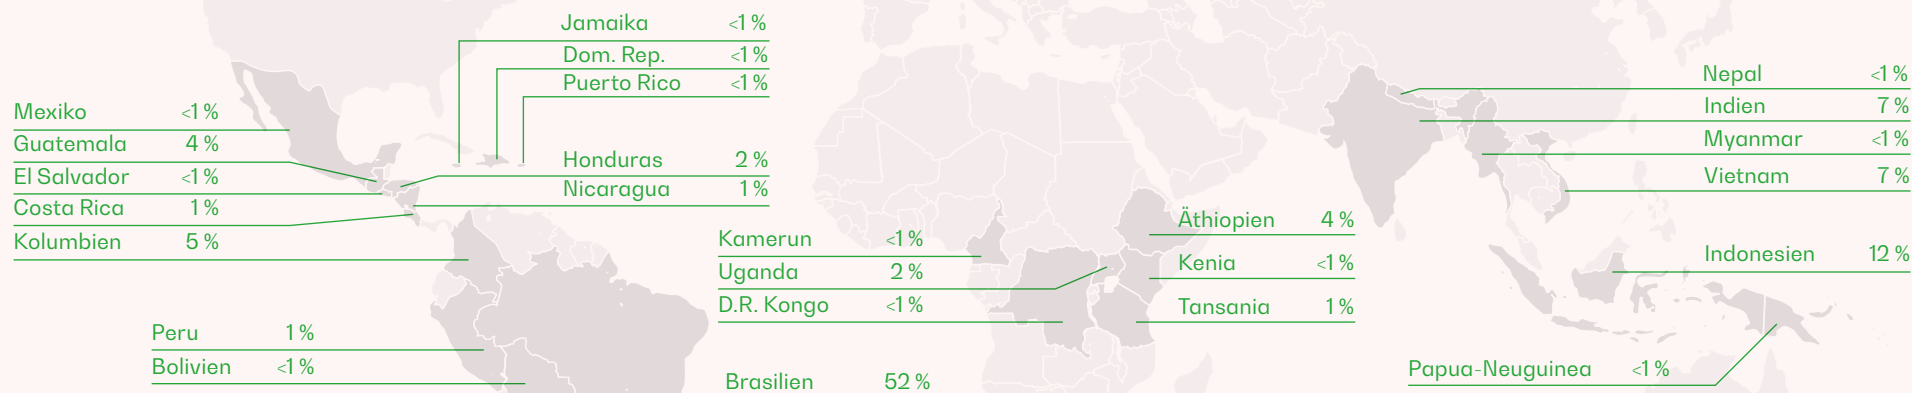 Jamaika <1 %
Dom. Rep. <1 %
Puerto Rico <1 %
Mexiko <1 %
Guatemala 4 %
El Salvador <1 %
Costa Rica 1 %
Kolumbien 5 %
Honduras 2 %
Nicaragua 1 %
Peru 1 %
Bolivien <1 %
Kamerun <1 %
Uganda 2 %
D.R. Kongo <1 %
Brasilien 52 %
Äthiopien 4 %
Kenia <1 %
Tansania 1 %
Nepal <1 %
Indien 7 %
Myanmar <1 %
Vietnam 7 %
Indonesien 12 %
Papua-Neuguinea <1 %